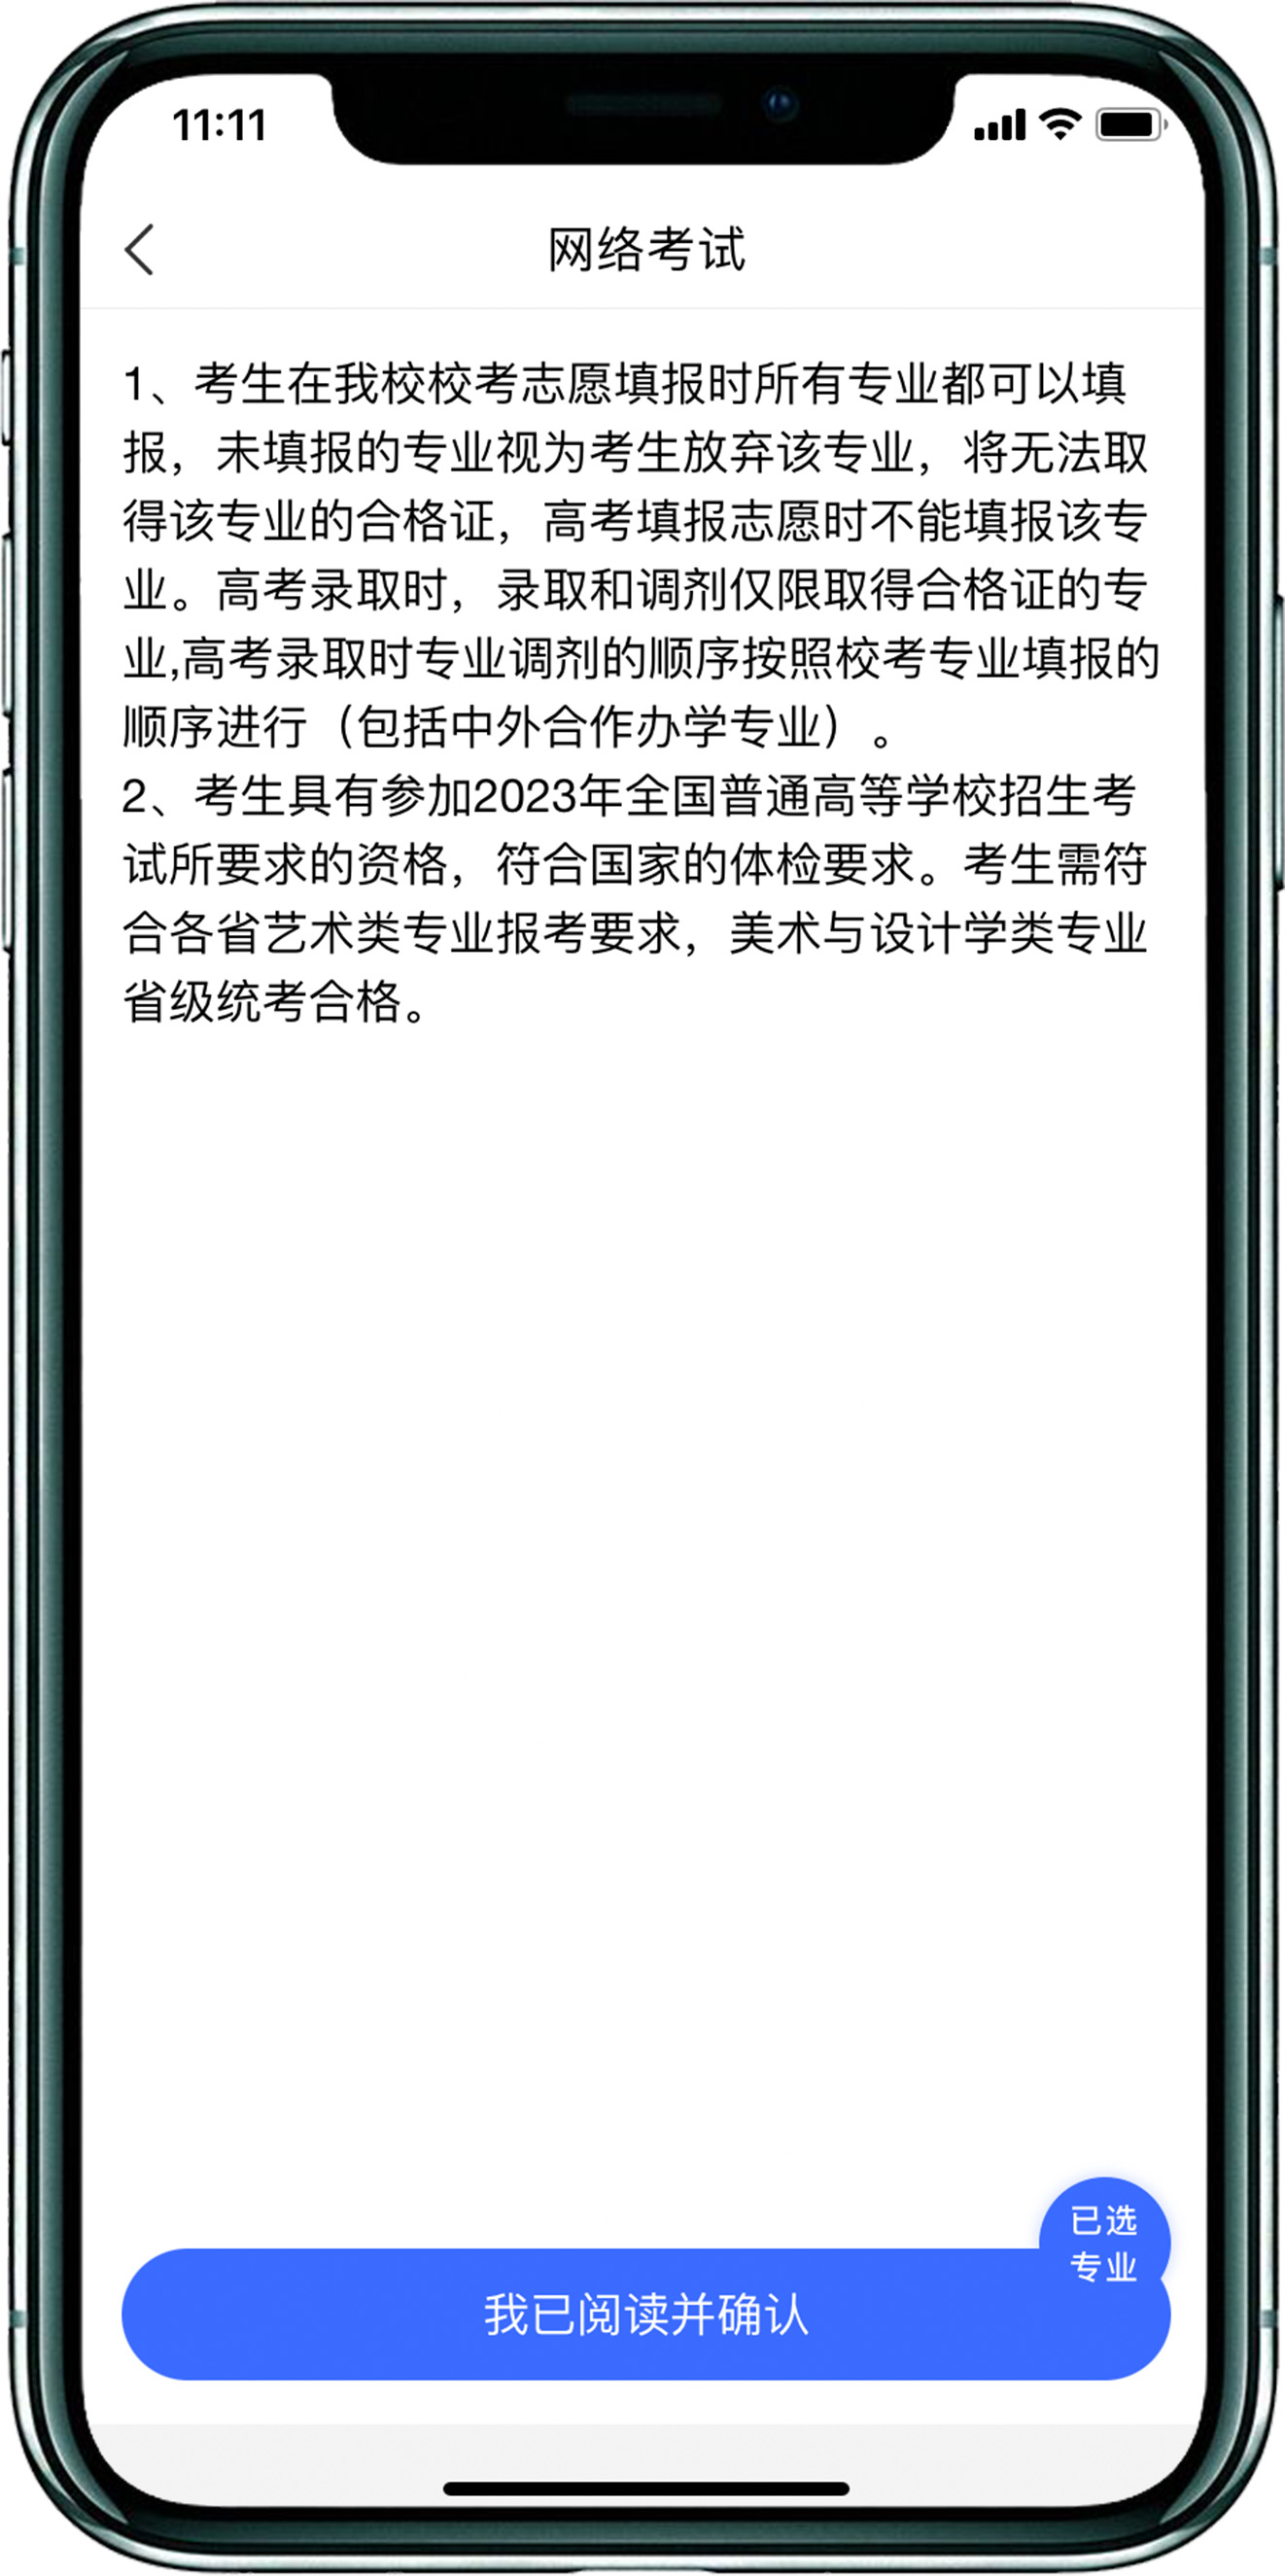 11:11
网络考试
1、考生在我校校考志愿填报时所有专业都可以填
报，未填报的专业视为考生放弃该专业，将无法取
得该专业的合格证，高考填报志愿时不能填报该专
业。高考录取时，录取和调剂仅限取得合格证的专
业,高考录取时专业调剂的顺序按照校考专业填报的
顺序进行（包括中外合作办学专业）。
2、考生具有参加2023年全国普通高等学校招生考
试所要求的资格，符合国家的体检要求。考生需符
合各省艺术类专业报考要求，美术与设计学类专业
省级统考合格。
已选
专业
我已阅读并确认